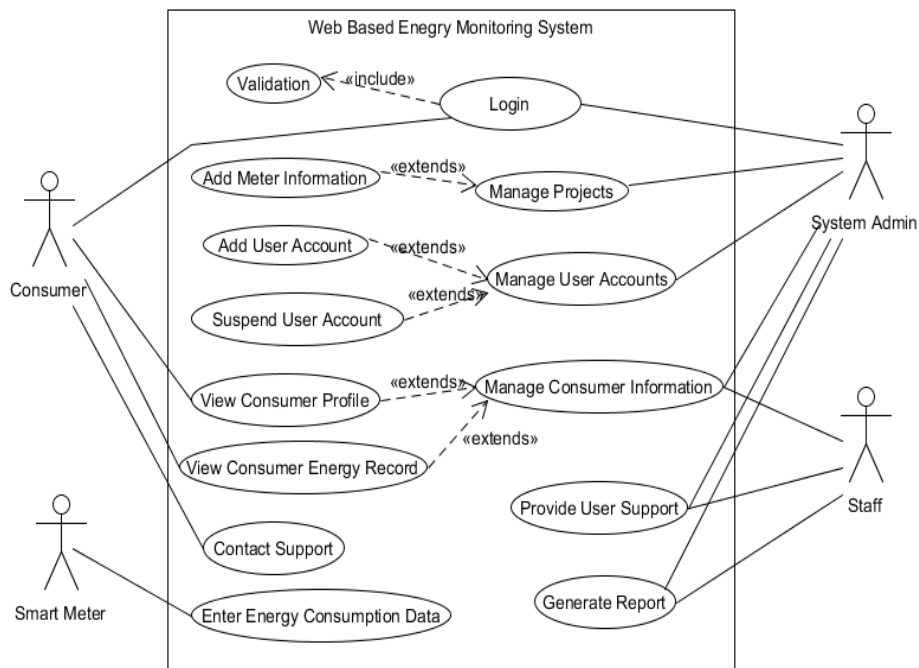 Web Based Enegry Monitoring System
Validation
«include»
Login
Add Meter Information
«extends»
Manage Projects
System Admin
Add User Account
«extends»
Manage User Accounts
Consumer
«extends»
Suspend User Account
View Consumer Profile
«extends»
Manage Consumer Information
«extends»
View Consumer Energy Record
Provide User Support
Staff
Contact Support
Smart Meter
Enter Energy Consumption Data
Generate Report